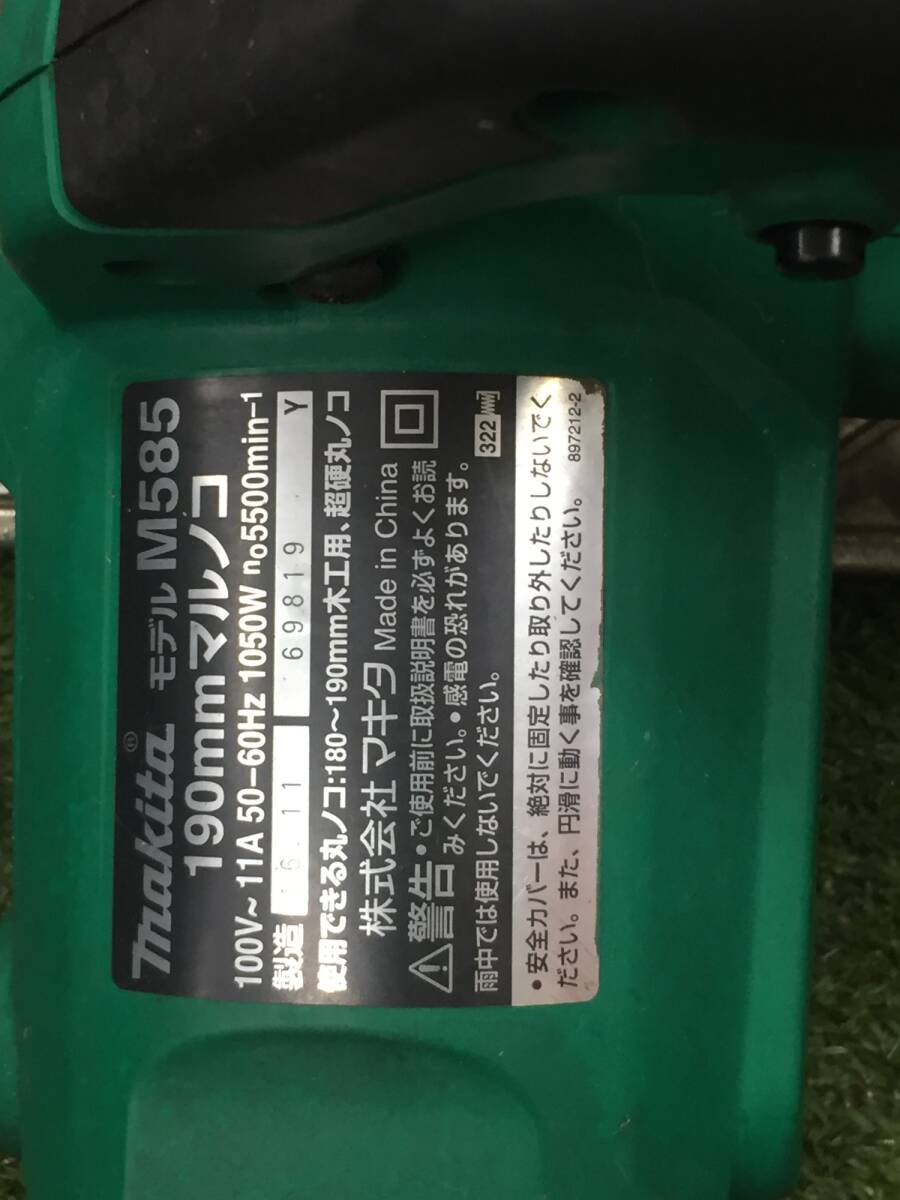 makita® モデル M585
190mmマルノコ
100V～11A 50-60Hz 1050W no5500min-1
製造 16.11 69819 Y
使用できる丸ノコ:180～190mm木工用、超硬丸ノコ
株式会社マキタ Made in China
警告・ご使用前に取扱説明書を必ずよくお読
みください。・感電の恐れがあります。
雨中では使用しないでください。 322
・安全カバーは、絶対に固定したり取り外したりしないでく
ださい。また、円滑に動く事を確認してください。 897212-2